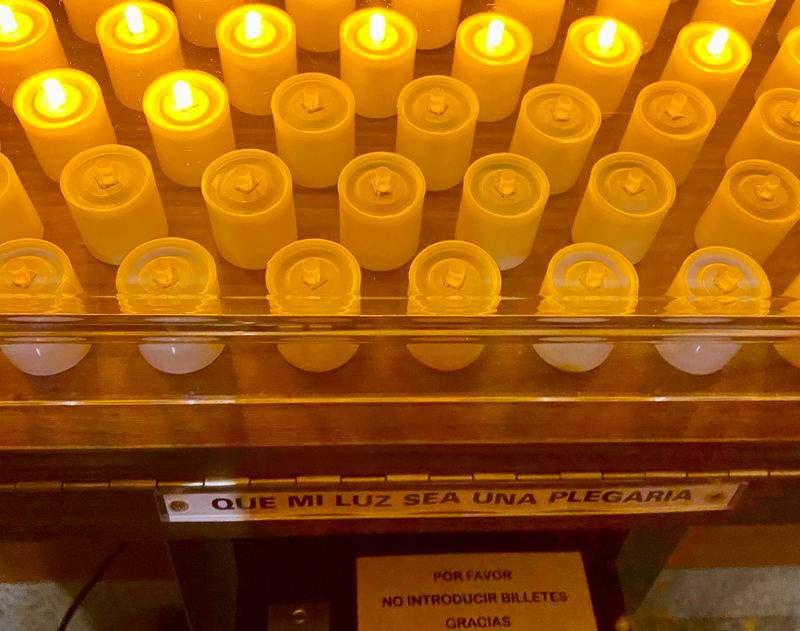 QUE MI LUZ SEA UNA PLEGARIA
POR FAVOR
NO INTRODUCIR BILLETES
GRACIAS